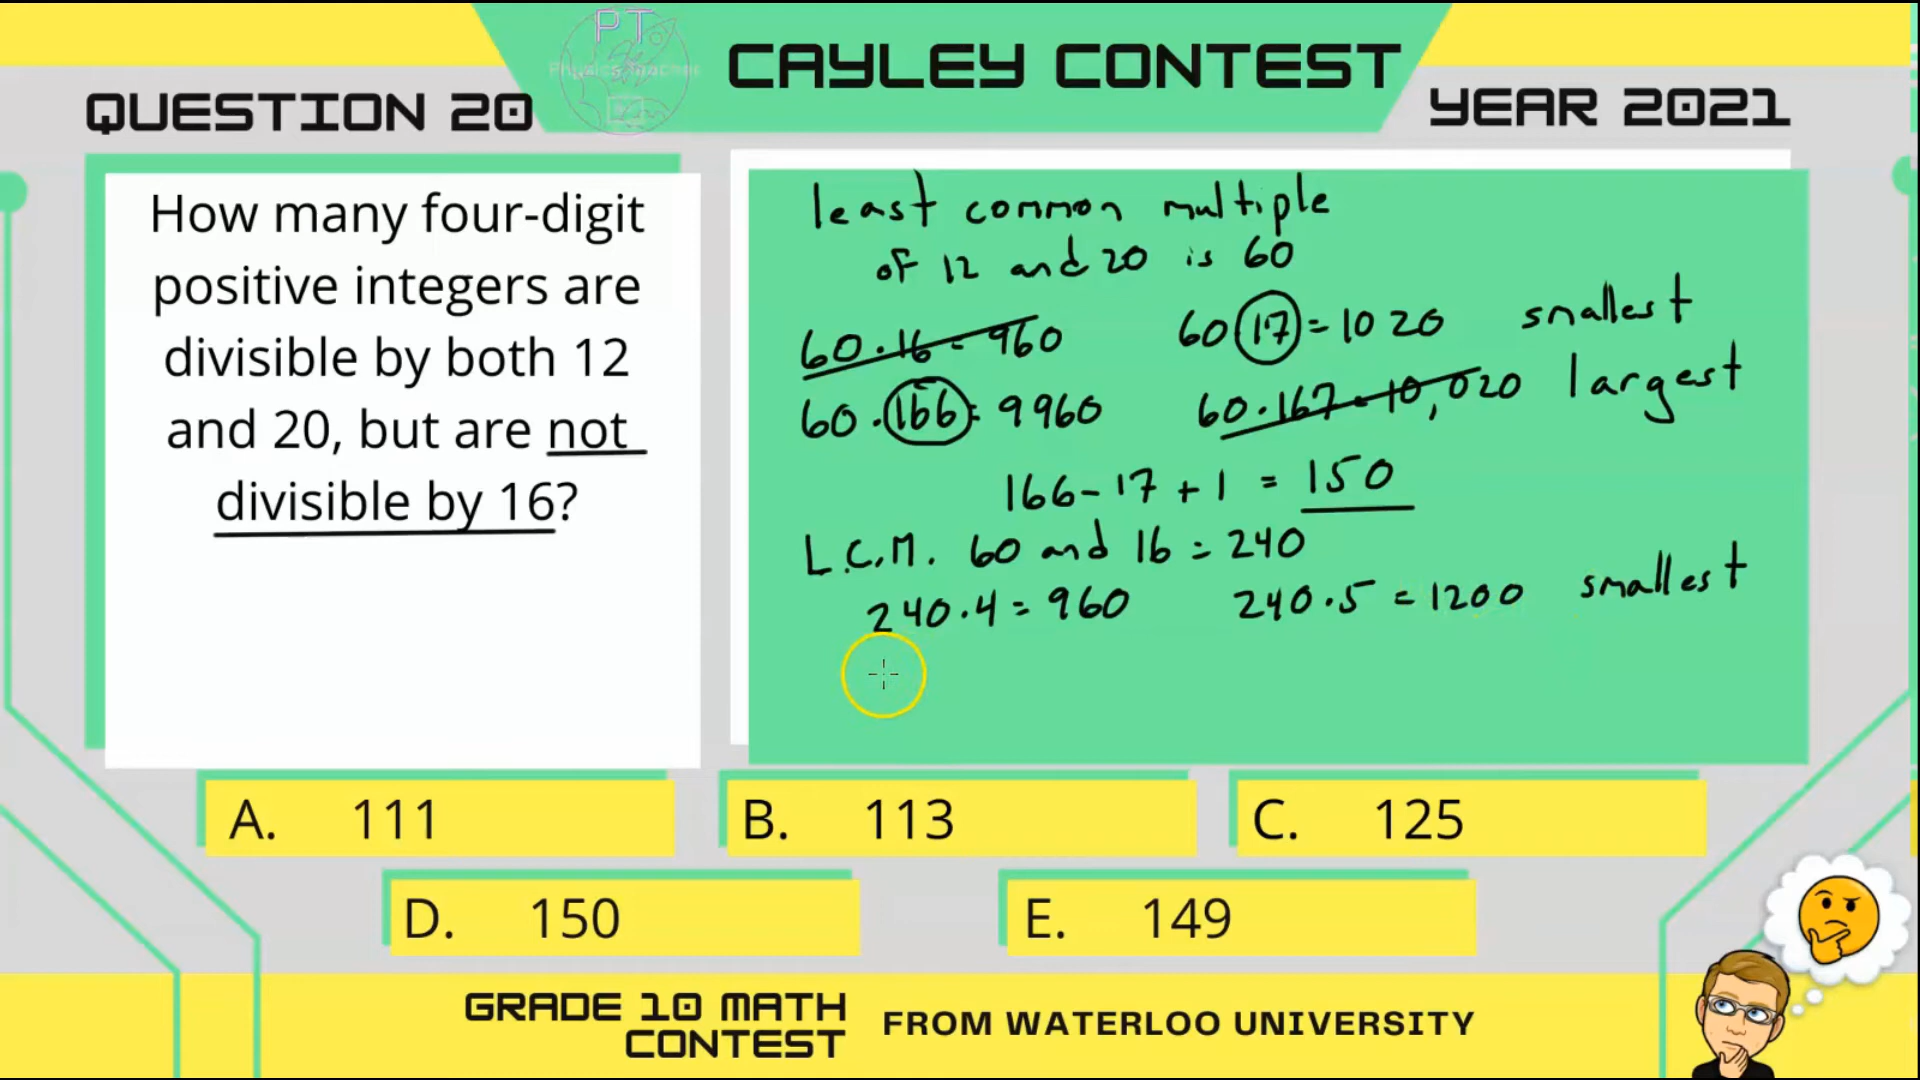 PT
CAYLEY CONTEST
QUESTION 20
YEAR 2021
How many four-digit
positive integers are
divisible by both 12
and 20, but are not
divisible by 16?
least common multiple
of 12 and 20 is 60
60 · 16 = 960
60 17 = 1020 smallest
60 · 166 = 9960
60 · 167 = 10,020 largest
166 - 17 + 1 = 150
L.C.M. 60 and 16 = 240
240 · 4 = 960 240 · 5 = 1200 smallest
A. 111
B. 113
C. 125
D. 150
E. 149
GRADE 10 MATH
CONTEST
FROM WATERLOO UNIVERSITY